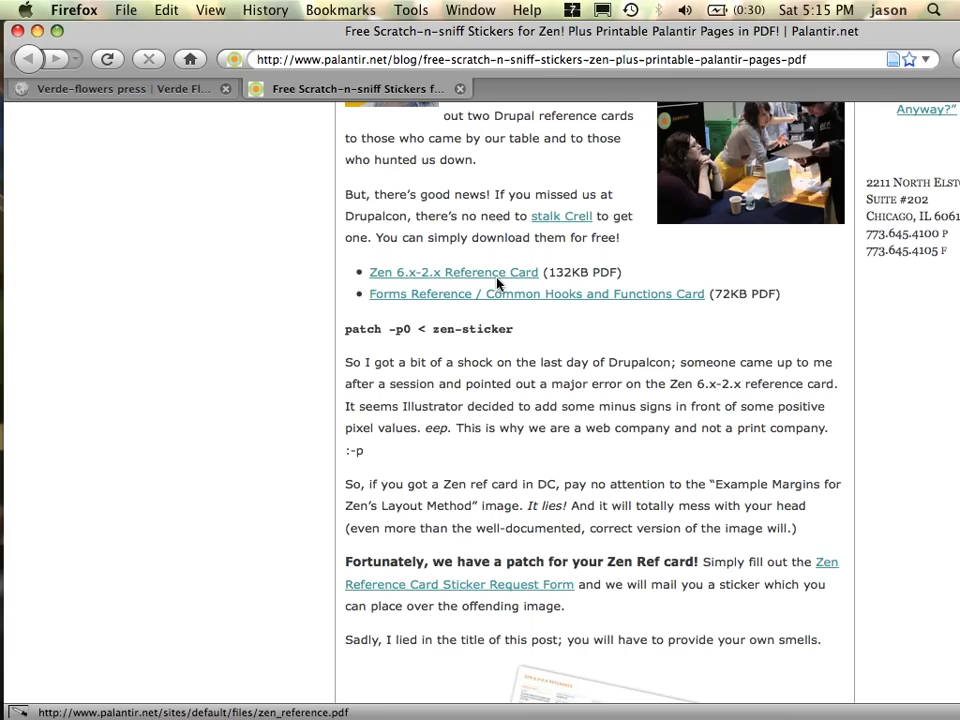 Firefox File Edit View History Bookmarks Tools Window Help (0:30) Sat 5:15 PM jason
Free Scratch-n-sniff Stickers for Zen! Plus Printable Palantir Pages in PDF! | Palantir.net
http://www.palantir.net/blog/free-scratch-n-sniff-stickers-zen-plus-printable-palantir-pages-pdf
Verde-flowers press | Verde Fl... Free Scratch-n-sniff Stickers f...
out two Drupal reference cards
to those who came by our table and to those
who hunted us down.
But, there's good news! If you missed us at
Drupalcon, there's no need to stalk Crell to get
one. You can simply download them for free!
• Zen 6.x-2.x Reference Card (132KB PDF)
• Forms Reference / Common Hooks and Functions Card (72KB PDF)
patch -p0 < zen-sticker
So I got a bit of a shock on the last day of Drupalcon; someone came up to me
after a session and pointed out a major error on the Zen 6.x-2.x reference card.
It seems Illustrator decided to add some minus signs in front of some positive
pixel values. eep. This is why we are a web company and not a print company.
:-p
So, if you got a Zen ref card in DC, pay no attention to the "Example Margins for
Zen's Layout Method" image. It lies! And it will totally mess with your head
(even more than the well-documented, correct version of the image will.)
Fortunately, we have a patch for your Zen Ref card! Simply fill out the Zen
Reference Card Sticker Request Form and we will mail you a sticker which you
can place over the offending image.
Sadly, I lied in the title of this post; you will have to provide your own smells.
Anyway?"
2211 North Elst
Suite #202
Chicago, IL 6061
773.645.4100 P
773.645.4105 F
http://www.palantir.net/sites/default/files/zen_reference.pdf